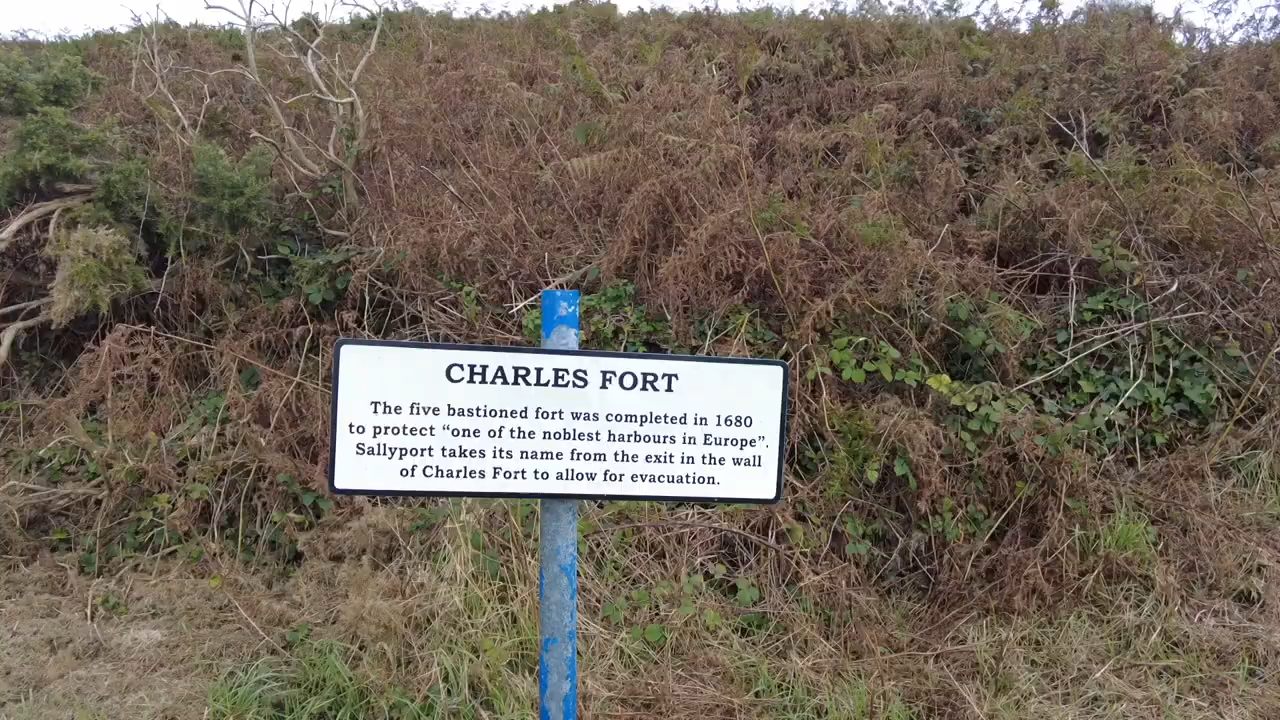 CHARLES FORT
The five bastioned fort was completed in 1680
to protect “one of the noblest harbours in Europe”.
Sallyport takes its name from the exit in the wall
of Charles Fort to allow for evacuation.